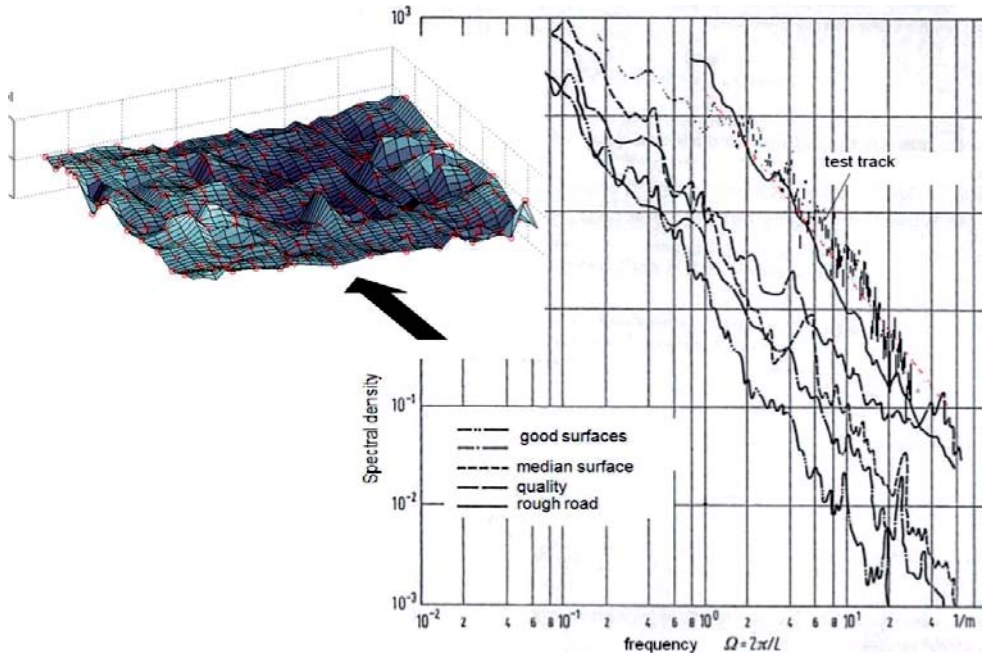 10³
test track
Spectral density
10⁻¹
10⁻²
10⁻³
good surfaces
median surface
quality
rough road
10⁻² 2 4 6 8 10⁻¹ 2 4 6 8 10⁰ 2 4 6 8 10¹ 2 4 1/m
frequency Ω = 2π/L